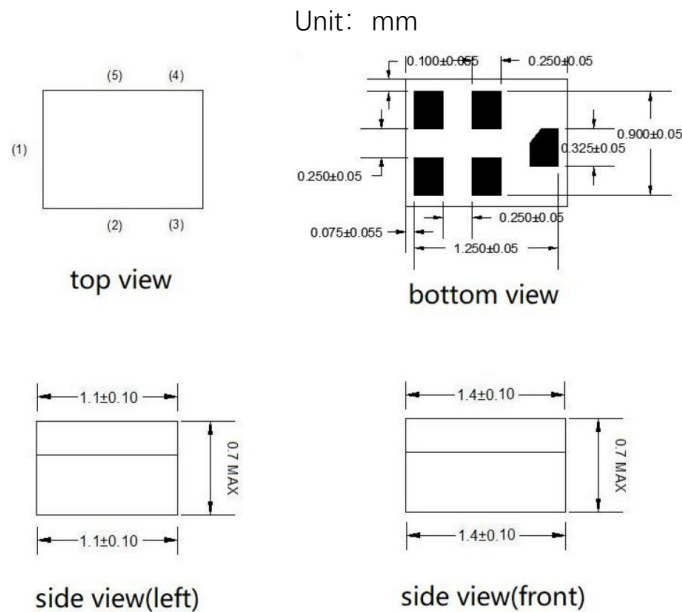 Unit: mm
(5) (4)
(1)
(2) (3)
top view
0.100±0.055 0.250±0.05
0.900±0.05
0.325±0.05
0.250±0.05
0.250±0.05
0.075±0.055
1.250±0.05
bottom view
1.1±0.10
0.7 MAX
1.1±0.10
side view(left)
1.4±0.10
0.7 MAX
1.4±0.10
side view(front)